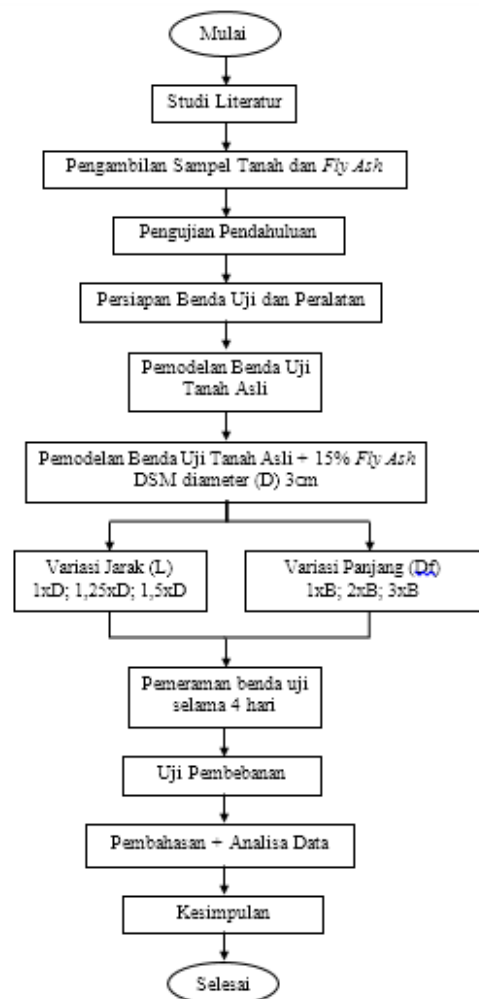 Mulai
Studi Literatur
Pengambilan Sampel Tanah dan Fly Ash
Pengujian Pendahuluan
Persiapan Benda Uji dan Peralatan
Pemodelan Benda Uji
Tanah Asli
Pemodelan Benda Uji Tanah Asli + 15% Fly Ash
DSM diameter (D) 3cm
Variasi Jarak (L)
1xD; 1,25xD; 1,5xD
Variasi Panjang (Df)
1xB; 2xB; 3xB
Pemeraman benda uji
selama 4 hari
Uji Pembebanan
Pembahasan + Analisa Data
Kesimpulan
Selesai